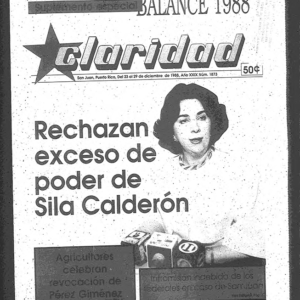 Suplemento especial
BALANCE 1988
claridad
San Juan, Puerto Rico, Del 23 al 29 de diciembre de 1988, Año XXIX Núm. 1873
50¢
Rechazan
exceso de
poder de
Sila Calderón
Agricultores
celebran
revocación de
Pérez Giménez